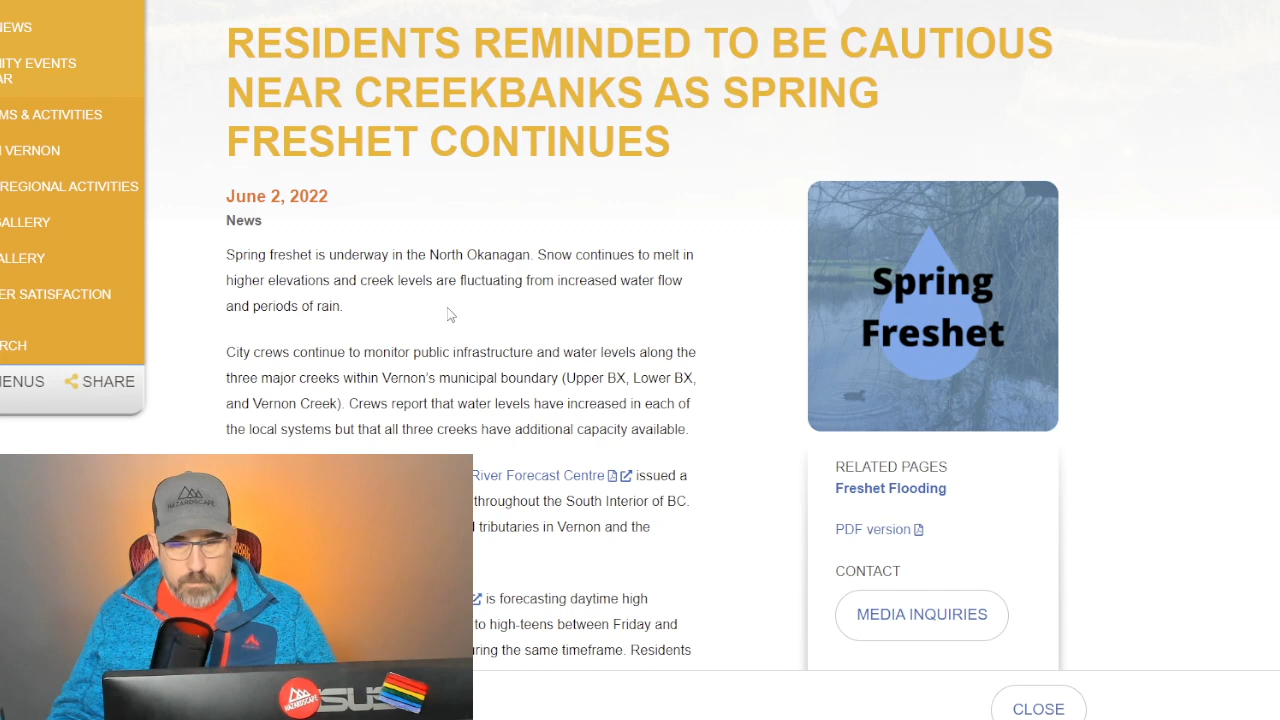 NEWS
ITY EVENTS
AR
MS & ACTIVITIES
VERNON
REGIONAL ACTIVITIES
GALLERY
ALLERY
ER SATISFACTION
RCH
MENUS
SHARE
RESIDENTS REMINDED TO BE CAUTIOUS
NEAR CREEKBANKS AS SPRING
FRESHET CONTINUES
June 2, 2022
News
Spring freshet is underway in the North Okanagan. Snow continues to melt in
higher elevations and creek levels are fluctuating from increased water flow
and periods of rain.
City crews continue to monitor public infrastructure and water levels along the
three major creeks within Vernon’s municipal boundary (Upper BX, Lower BX,
and Vernon Creek). Crews report that water levels have increased in each of
the local systems but that all three creeks have additional capacity available.
River Forecast Centre issued a
throughout the South Interior of BC.
tributaries in Vernon and the
is forecasting daytime high
to high-teens between Friday and
uring the same timeframe. Residents
Spring
Freshet
RELATED PAGES
Freshet Flooding
PDF version
CONTACT
MEDIA INQUIRIES
CLOSE
HAZARDSCAPE
HAZARDSCAPE
ASUS